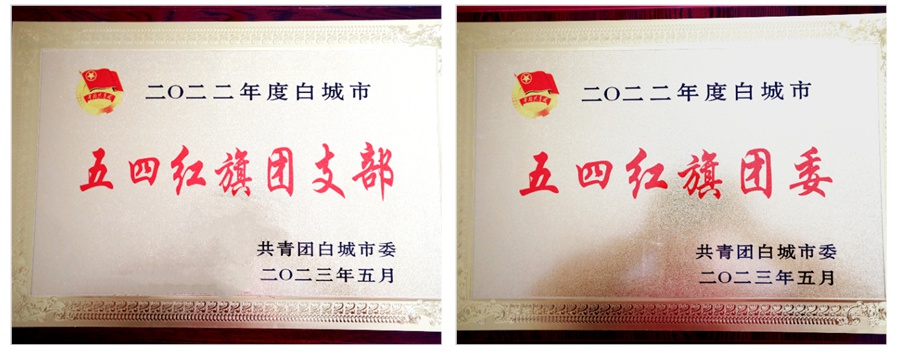 二〇二二年度白城市
五四红旗团支部
共青团白城市委
二〇二三年五月
二〇二二年度白城市
五四红旗团委
共青团白城市委
二〇二三年五月